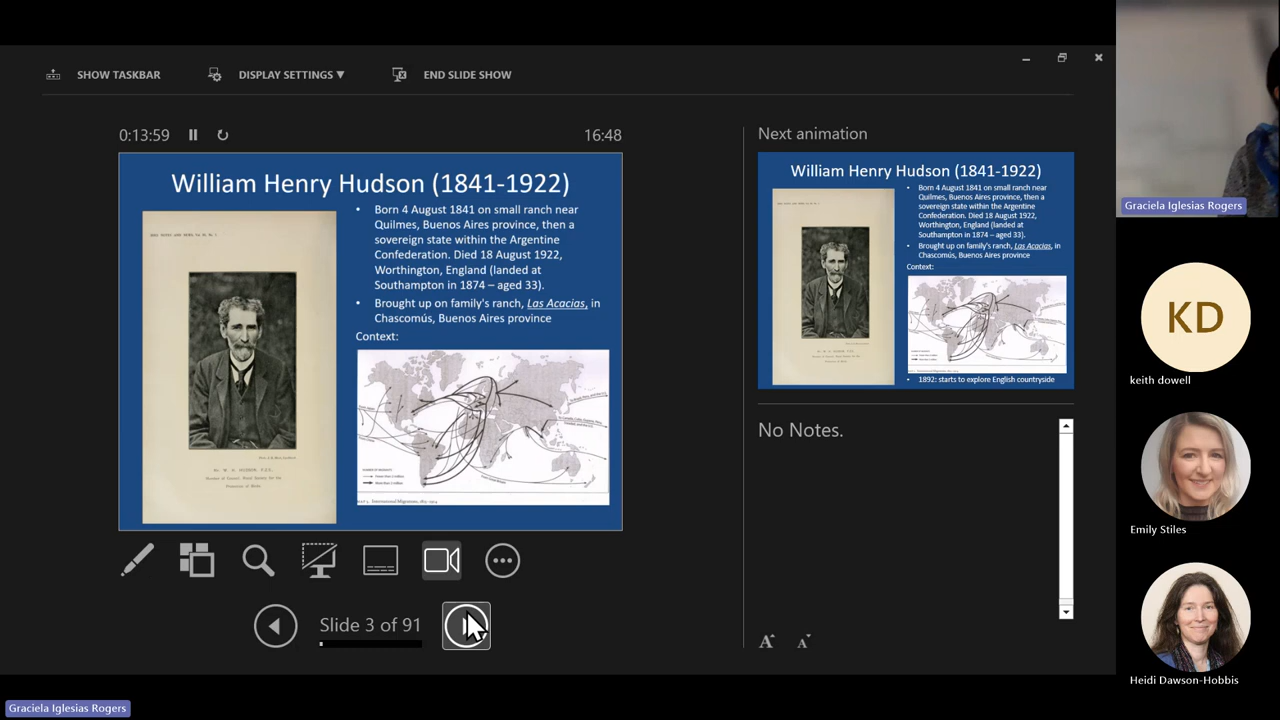 SHOW TASKBAR
DISPLAY SETTINGS ▼
END SLIDE SHOW
0:13:59
16:48
William Henry Hudson (1841-1922)
• Born 4 August 1841 on small ranch near
Quilmes, Buenos Aires province, then a
sovereign state within the Argentine
Confederation. Died 18 August 1922,
Worthington, England (landed at
Southampton in 1874 – aged 33).
• Brought up on family's ranch, Las Acacias, in
Chascomús, Buenos Aires province
Context:
International Migrations,
Slide 3 of 91
Next animation
William Henry Hudson (1841-1922)
• Born 4 August 1841 on small ranch near
Quilmes, Buenos Aires province, then a
sovereign state within the Argentine
Confederation. Died 18 August 1922,
Worthington, England (landed at
Southampton in 1874 – aged 33).
• Brought up on family's ranch, Las Acacias, in
Chascomús, Buenos Aires province
Context:
• 1892: starts to explore English countryside
No Notes.
A
A
Graciela Iglesias Rogers
KD
keith dowell
Emily Stiles
Heidi Dawson-Hobbis
Graciela Iglesias Rogers